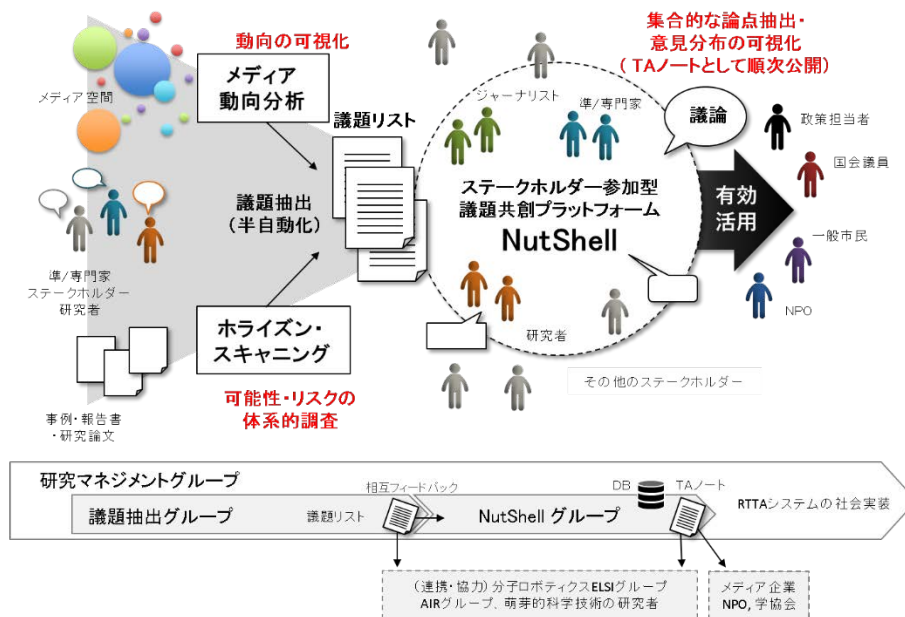 動向の可視化
メディア
動向分析
メディア空間
議題リスト
議題抽出
（半自動化）
準/専門家
ステークホルダー
研究者
ホライズン・
スキャニング
可能性・リスクの
体系的調査
事例・報告書
・研究論文
集合的な論点抽出・
意見分布の可視化
（TAノートとして順次公開）
ジャーナリスト
準/専門家
議論
ステークホルダー参加型
議題共創プラットフォーム
NutShell
研究者
その他のステークホルダー
有効
活用
政策担当者
国会議員
一般市民
NPO
研究マネジメントグループ
相互フィードバック
DB
TAノート
議題抽出グループ
議題リスト
NutShell グループ
RTTAシステムの社会実装
（連携・協力）分子ロボティクスELSIグループ
AIRグループ、萌芽的科学技術の研究者
メディア企業
NPO, 学協会